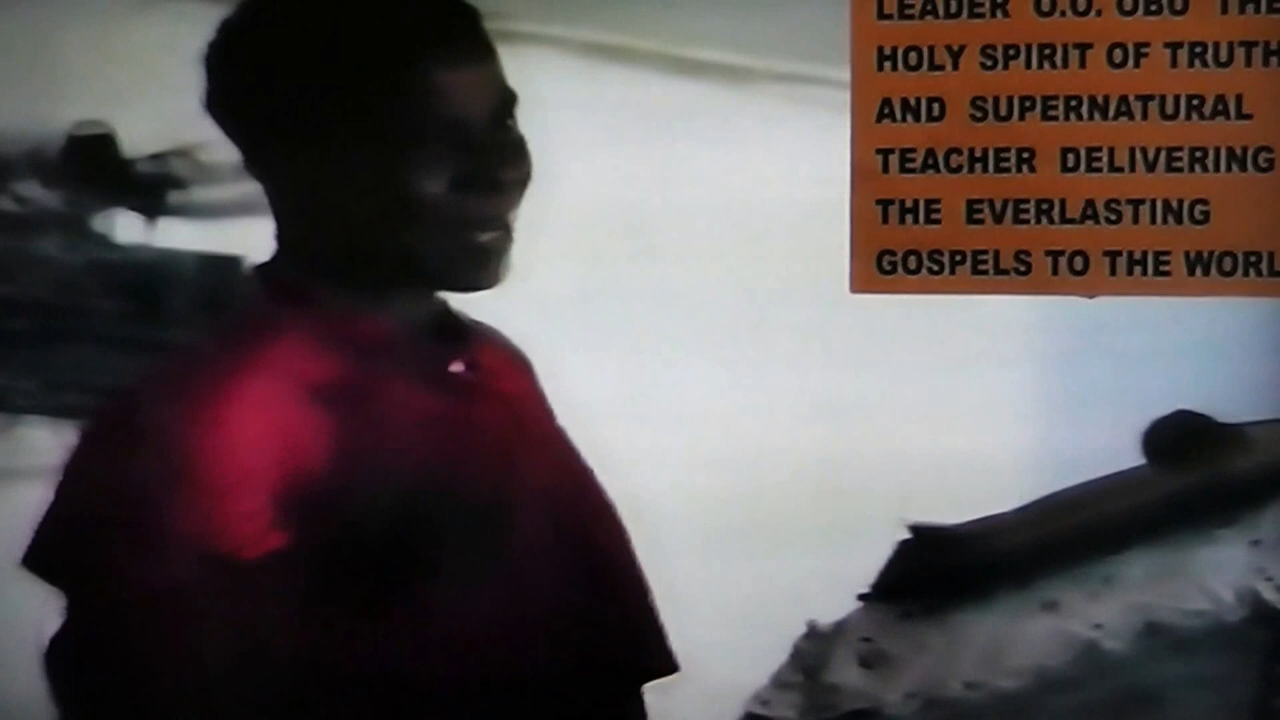 LEADER O.O. OBU THE
HOLY SPIRIT OF TRUTH
AND SUPERNATURAL
TEACHER DELIVERING
THE EVERLASTING
GOSPELS TO THE WORL